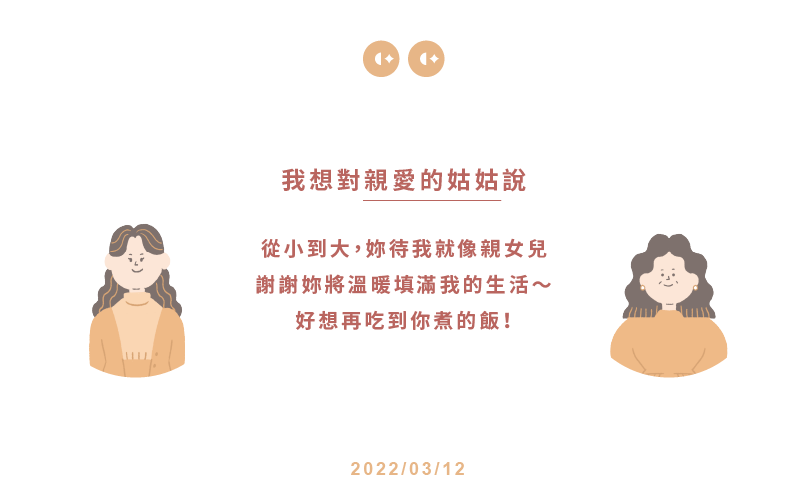 我想對親愛的姑姑說
從小到大，妳待我就像親女兒
謝謝妳將溫暖填滿我的生活～
好想再吃到你煮的飯！
2022/03/12